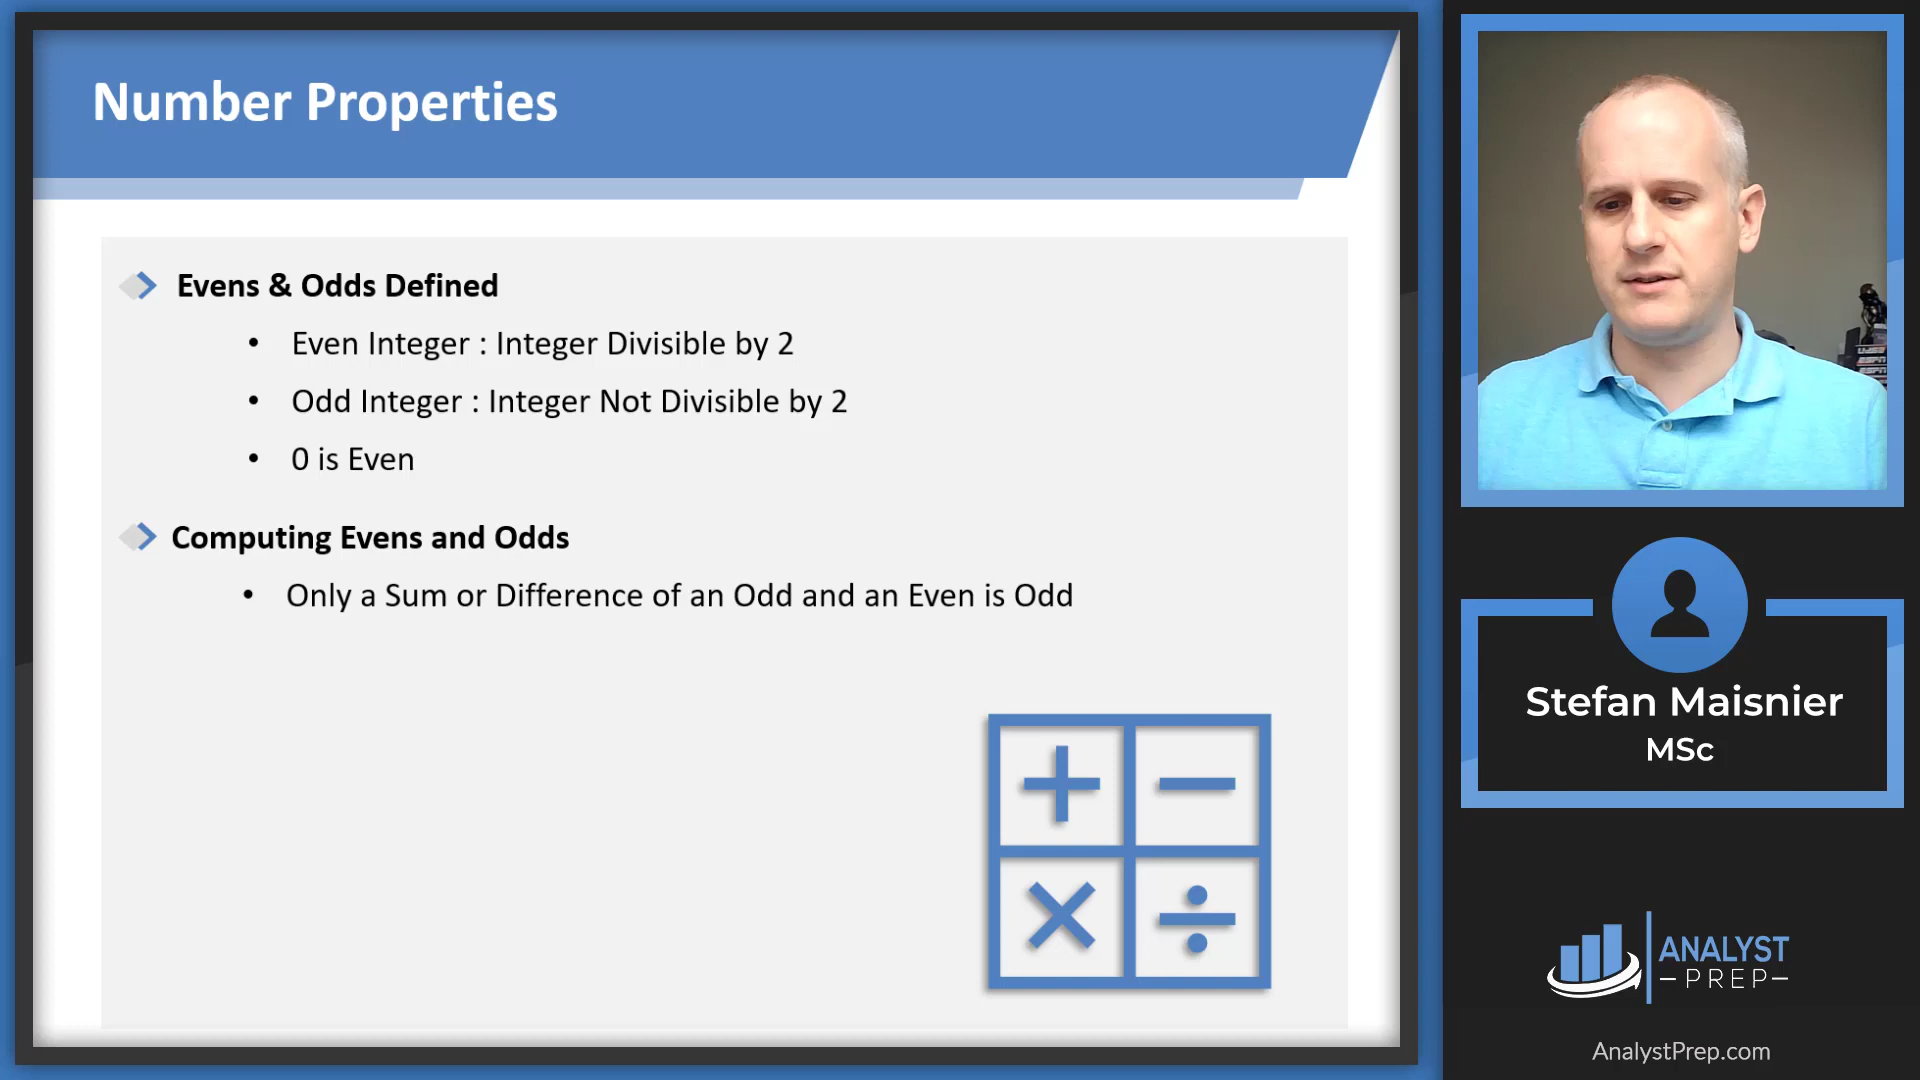 Number Properties
Evens & Odds Defined
• Even Integer : Integer Divisible by 2
• Odd Integer : Integer Not Divisible by 2
• 0 is Even
Computing Evens and Odds
• Only a Sum or Difference of an Odd and an Even is Odd
Stefan Maisnier
MSc
ANALYST
PREP
AnalystPrep.com